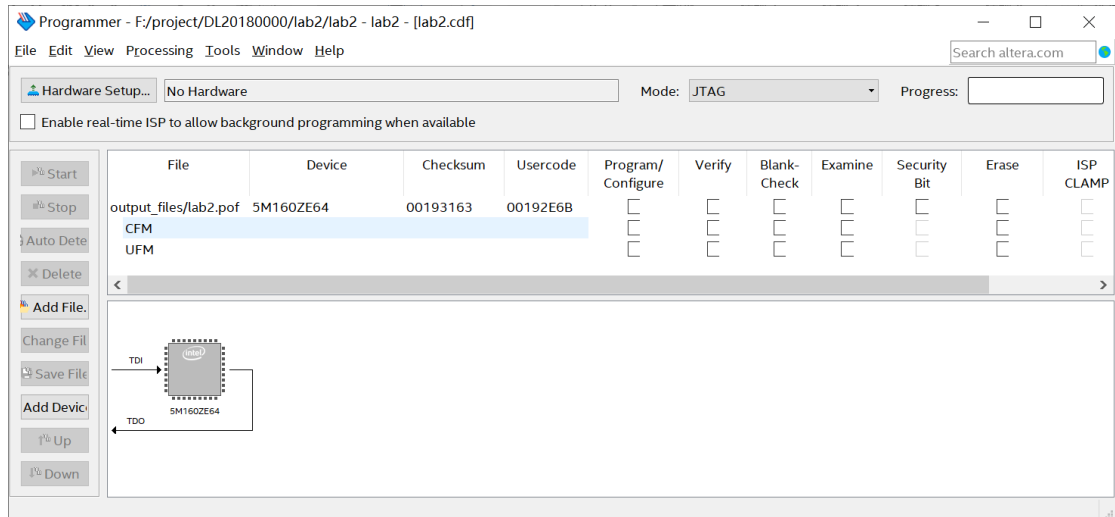 Programmer - F:/project/DL20180000/lab2/lab2 - lab2 - [lab2.cdf]
File Edit View Processing Tools Window Help
Search altera.com
Hardware Setup... No Hardware Mode: JTAG Progress:
Enable real-time ISP to allow background programming when available
Start
Stop
Auto Dete
Delete
Add File.
Change Fil
Save File
Add Devic
Up
Down
File Device Checksum Usercode Program/ Verify Blank- Examine Security Erase ISP
Configure Check Bit CLAMP
output_files/lab2.pof 5M160ZE64 00193163 00192E6B
CFM
UFM
intel
TDI
5M160ZE64
TDO